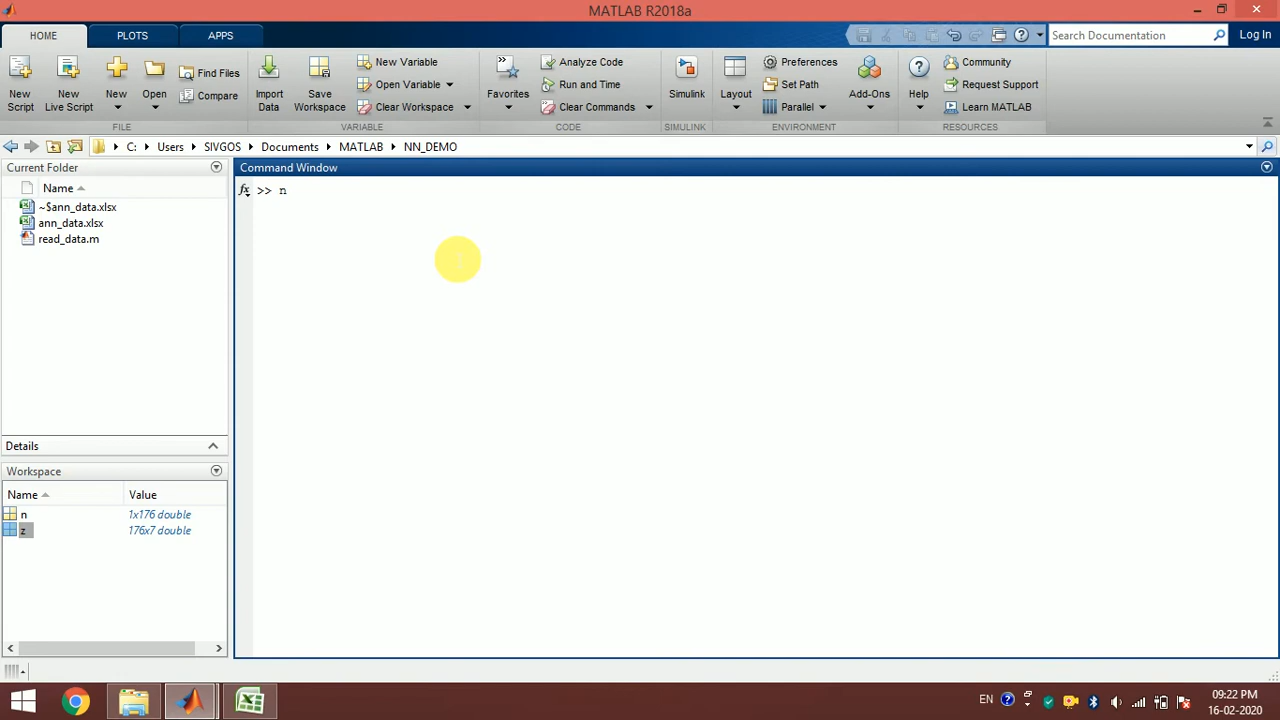 MATLAB R2018a
HOME PLOTS APPS
Search Documentation Log In
New Script
New Live Script
New
Open
Find Files
Compare
FILE
Import Data
Save Workspace
New Variable
Open Variable
Clear Workspace
VARIABLE
Favorites
Analyze Code
Run and Time
Clear Commands
CODE
Simulink
SIMULINK
Layout
Preferences
Set Path
Parallel
Add-Ons
ENVIRONMENT
Help
Community
Request Support
Learn MATLAB
RESOURCES
C: Users SIVGOS Documents MATLAB NN_DEMO
Current Folder
Name
~$ann_data.xlsx
ann_data.xlsx
read_data.m
Details
Workspace
Name Value
n 1x176 double
z 176x7 double
Command Window
fx >> n
EN
09:22 PM
16-02-2020